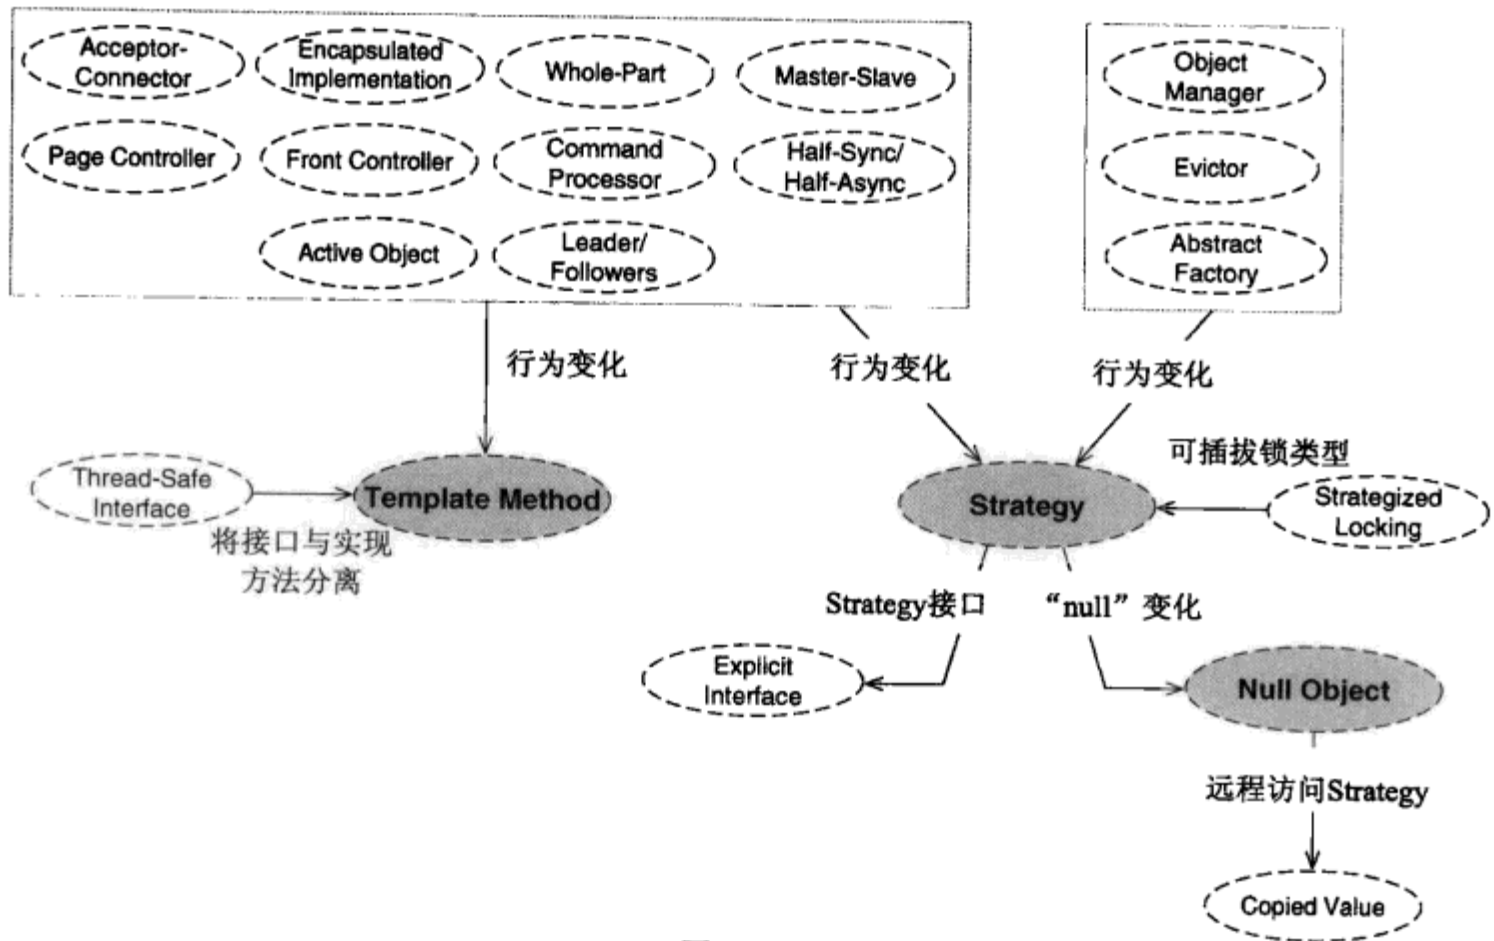 Acceptor-
Connector
Encapsulated
Implementation
Whole-Part
Master-Slave
Object
Manager
Page Controller
Front Controller
Command
Processor
Half-Sync/
Half-Async
Evictor
Active Object
Leader/
Followers
Abstract
Factory
行为变化
行为变化
行为变化
Thread-Safe
Interface
Template Method
将接口与实现
方法分离
Strategy
可插拔锁类型
Strategized
Locking
Strategy接口
“null”变化
Explicit
Interface
Null Object
远程访问Strategy
Copied Value